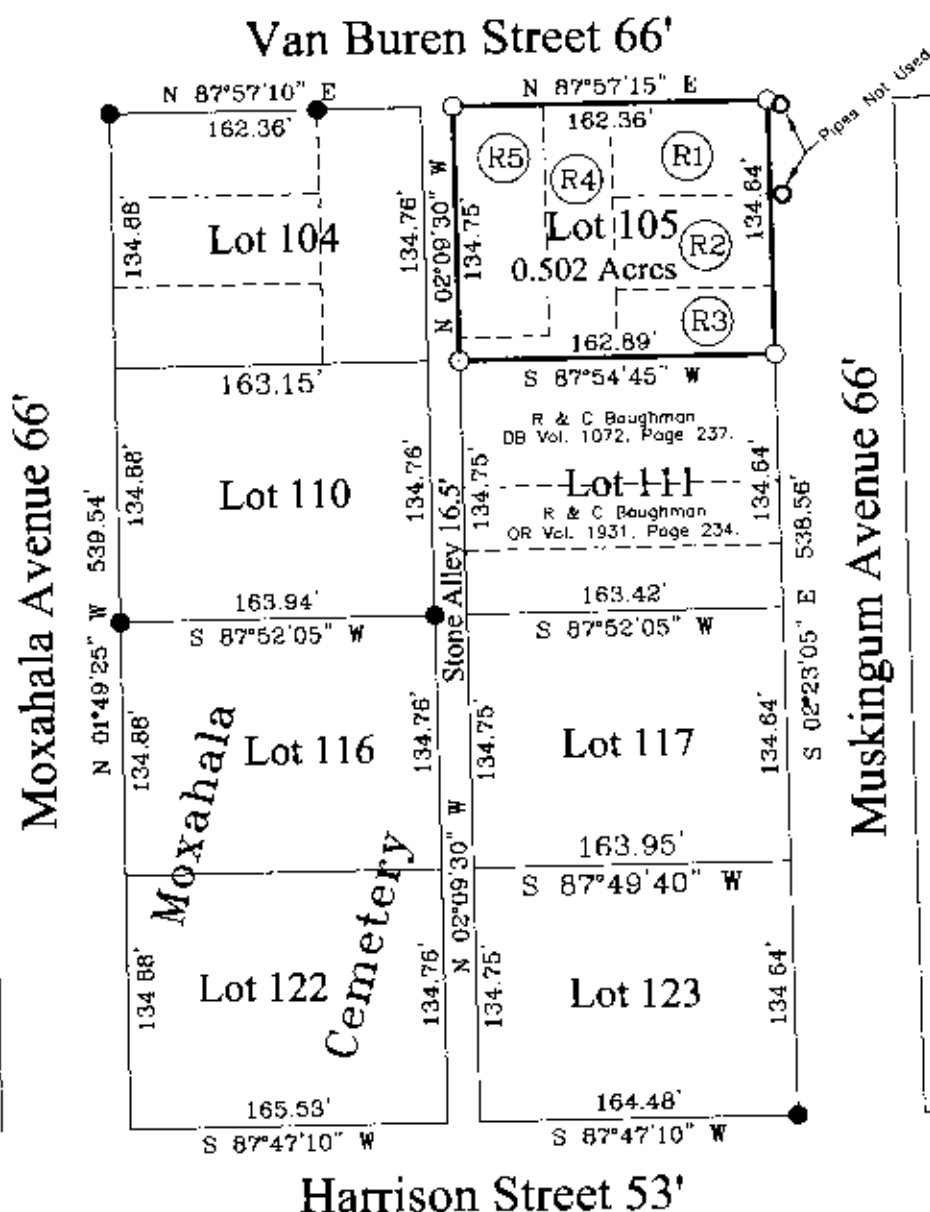 Van Buren Street 66'
N 87°57'10" E
162.36'
N 87°57'15" E
162.36'
Pipes Not Used
R5
R4
R1
R2
R3
134.88
Lot 104
134.76'
N 02°09'30" W
134.75'
Lot 105
0.502 Acres
134.64'
162.89'
S 87°54'45" W
163.15'
R & C Baughman
DB Vol. 1072, Page 237.
Moxahala Avenue 66'
N 01°49'25" W 539.54'
134.88'
Lot 110
134.76'
Stone Alley 16.5'
134.75'
Lot 111
R & C Baughman
OR Vol. 1931, Page 234.
134.64'
S 02°23'05" E 538.56'
Muskingum Avenue 66'
163.94'
S 87°52'05" W
163.42'
S 87°52'05" W
134.88'
Lot 116
134.76'
134.75'
Lot 117
134.64'
Moxahala
Cemetery
N 02°09'30" W
163.95'
S 87°49'40" W
134.88'
Lot 122
134.76'
134.75'
Lot 123
134.64'
165.53'
S 87°47'10" W
164.48'
S 87°47'10" W
Harrison Street 53'